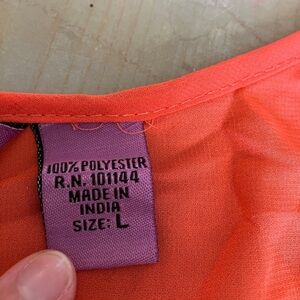 100% POLYESTER
R.N. 101144
MADE IN
INDIA
SIZE: L